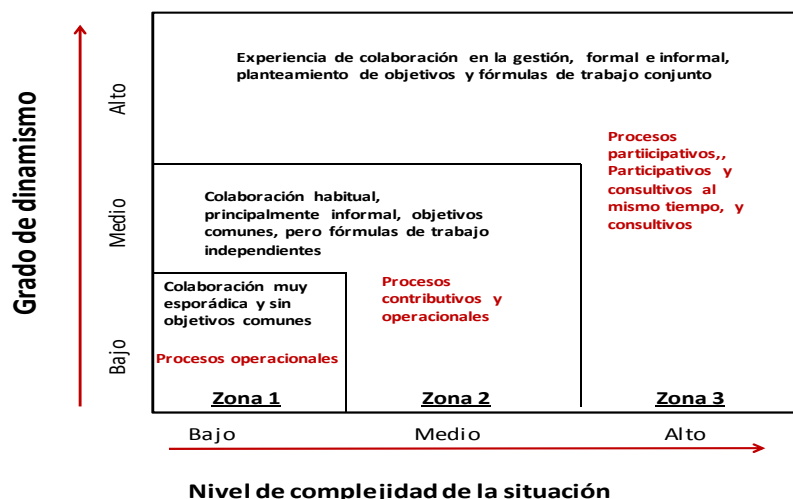 Grado de dinamismo
Alto
Medio
Bajo
Experiencia de colaboración en la gestión, formal e informal,
planteamiento de objetivos y fórmulas de trabajo conjunto
Procesos
partiicipativos,,
Participativos y
consultivos al
mismo tiempo, y
consultivos
Colaboración habitual,
principalmente informal, objetivos
comunes, pero fórmulas de trabajo
independientes
Procesos
contributivos y
operacionales
Colaboración muy
esporádica y sin
objetivos comunes
Procesos operacionales
Zona 1
Zona 2
Zona 3
Bajo
Medio
Alto
Nivel de complejidad de la situación